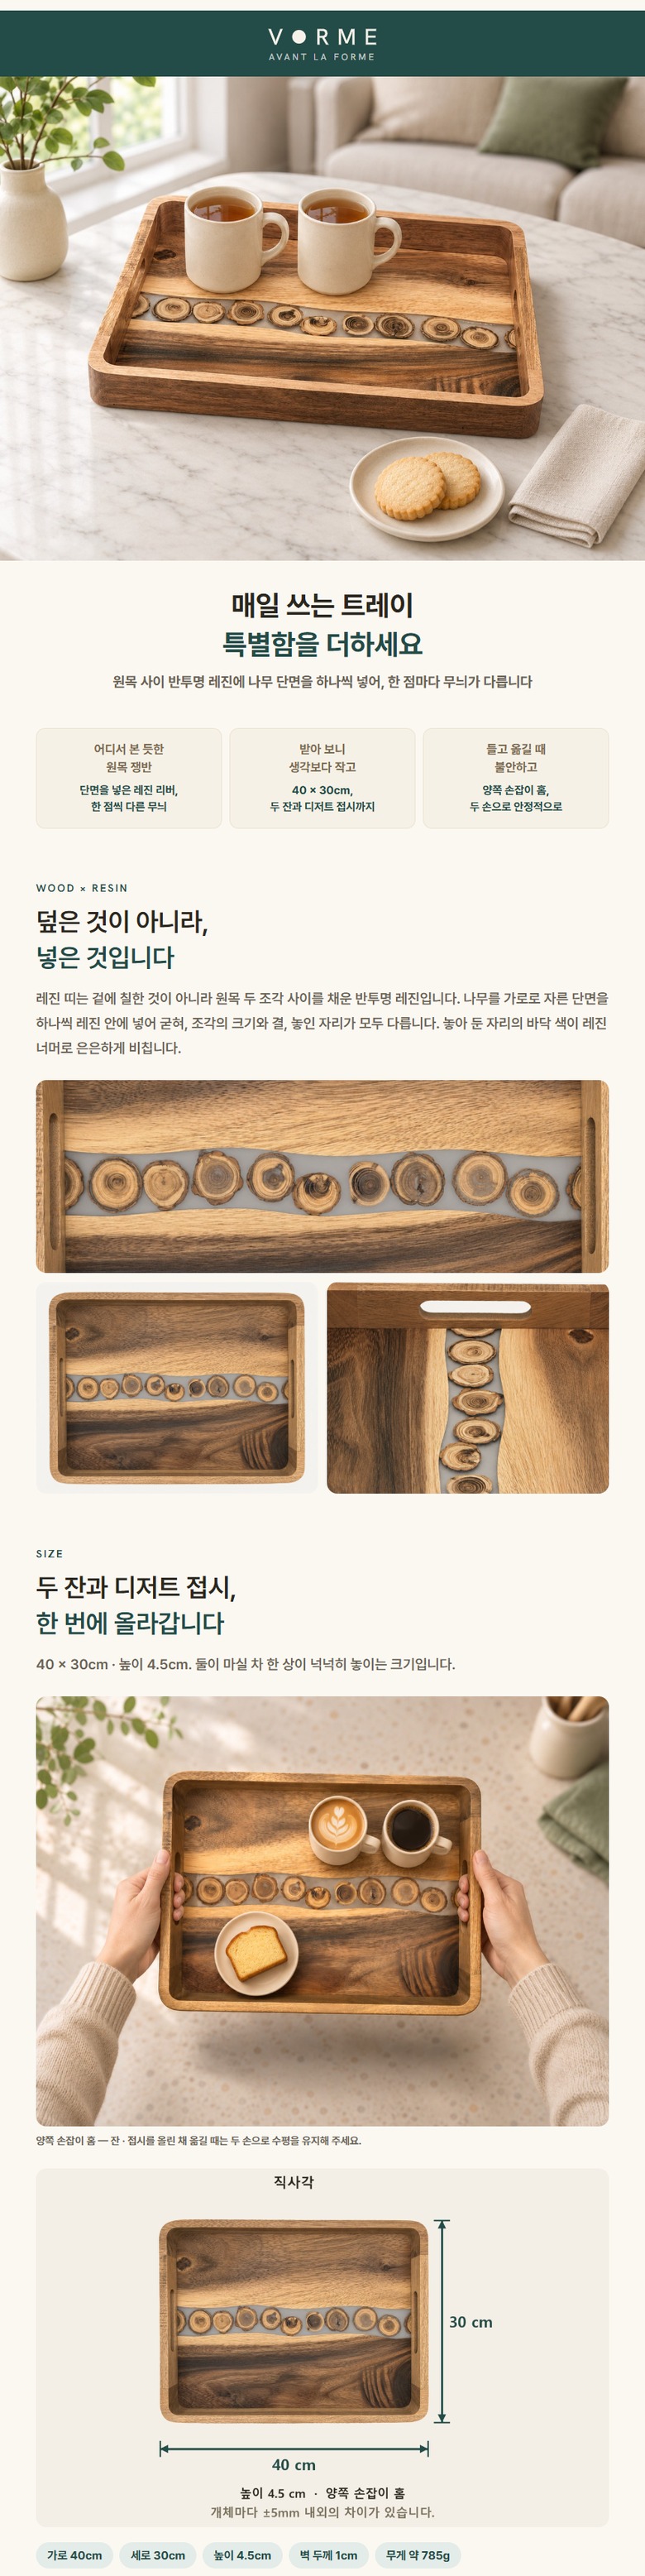 VORME
AVANT LA FORME
매일 쓰는 트레이
특별함을 더하세요
원목 사이 반투명 레진에 나무 단면을 하나씩 넣어, 한 점마다 무늬가 다릅니다
어디서 본 듯한
원목 쟁반
단면을 넣은 레진 리버,
한 점씩 다른 무늬
받아 보니
생각보다 작고
40 × 30cm,
두 잔과 디저트 접시까지
들고 옮길 때
불안하고
양쪽 손잡이 홈,
두 손으로 안정적으로
WOOD × RESIN
덮은 것이 아니라,
넣은 것입니다
레진 띠는 겉에 칠한 것이 아니라 원목 두 조각 사이를 채운 반투명 레진입니다. 나무를 가로로 자른 단면을
하나씩 레진 안에 넣어 굳혀, 조각의 크기와 결, 놓인 자리가 모두 다릅니다. 놓아 둔 자리의 바닥 색이 레진
너머로 은은하게 비칩니다.
SIZE
두 잔과 디저트 접시,
한 번에 올라갑니다
40 × 30cm · 높이 4.5cm. 둘이 마실 차 한 상이 넉넉히 놓이는 크기입니다.
양쪽 손잡이 홈 — 잔 · 접시를 올린 채 옮길 때는 두 손으로 수평을 유지해 주세요.
직사각
30 cm
40 cm
높이 4.5 cm · 양쪽 손잡이 홈
개체마다 ±5mm 내외의 차이가 있습니다.
가로 40cm
세로 30cm
높이 4.5cm
벽 두께 1cm
무게 약 785g